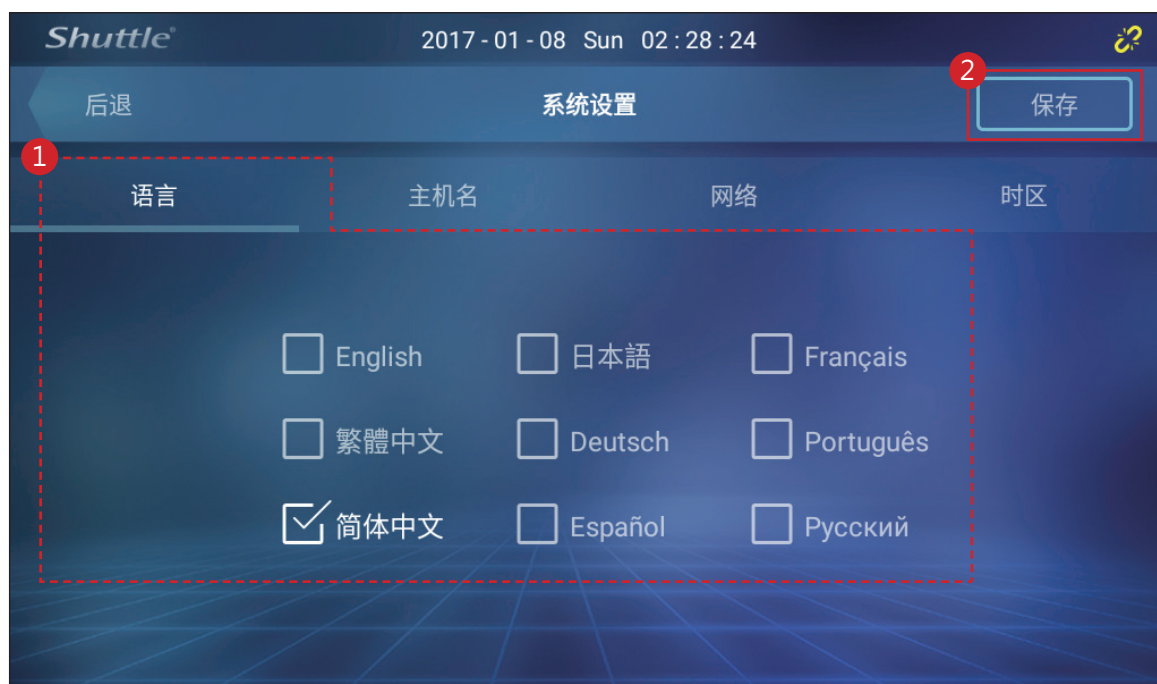 Shuttle® 2017-01-08 Sun 02:28:24
2
后退 系统设置 保存
1
语言 主机名 网络 时区
English 日本語 Français
繁體中文 Deutsch Português
简体中文 Español Русский